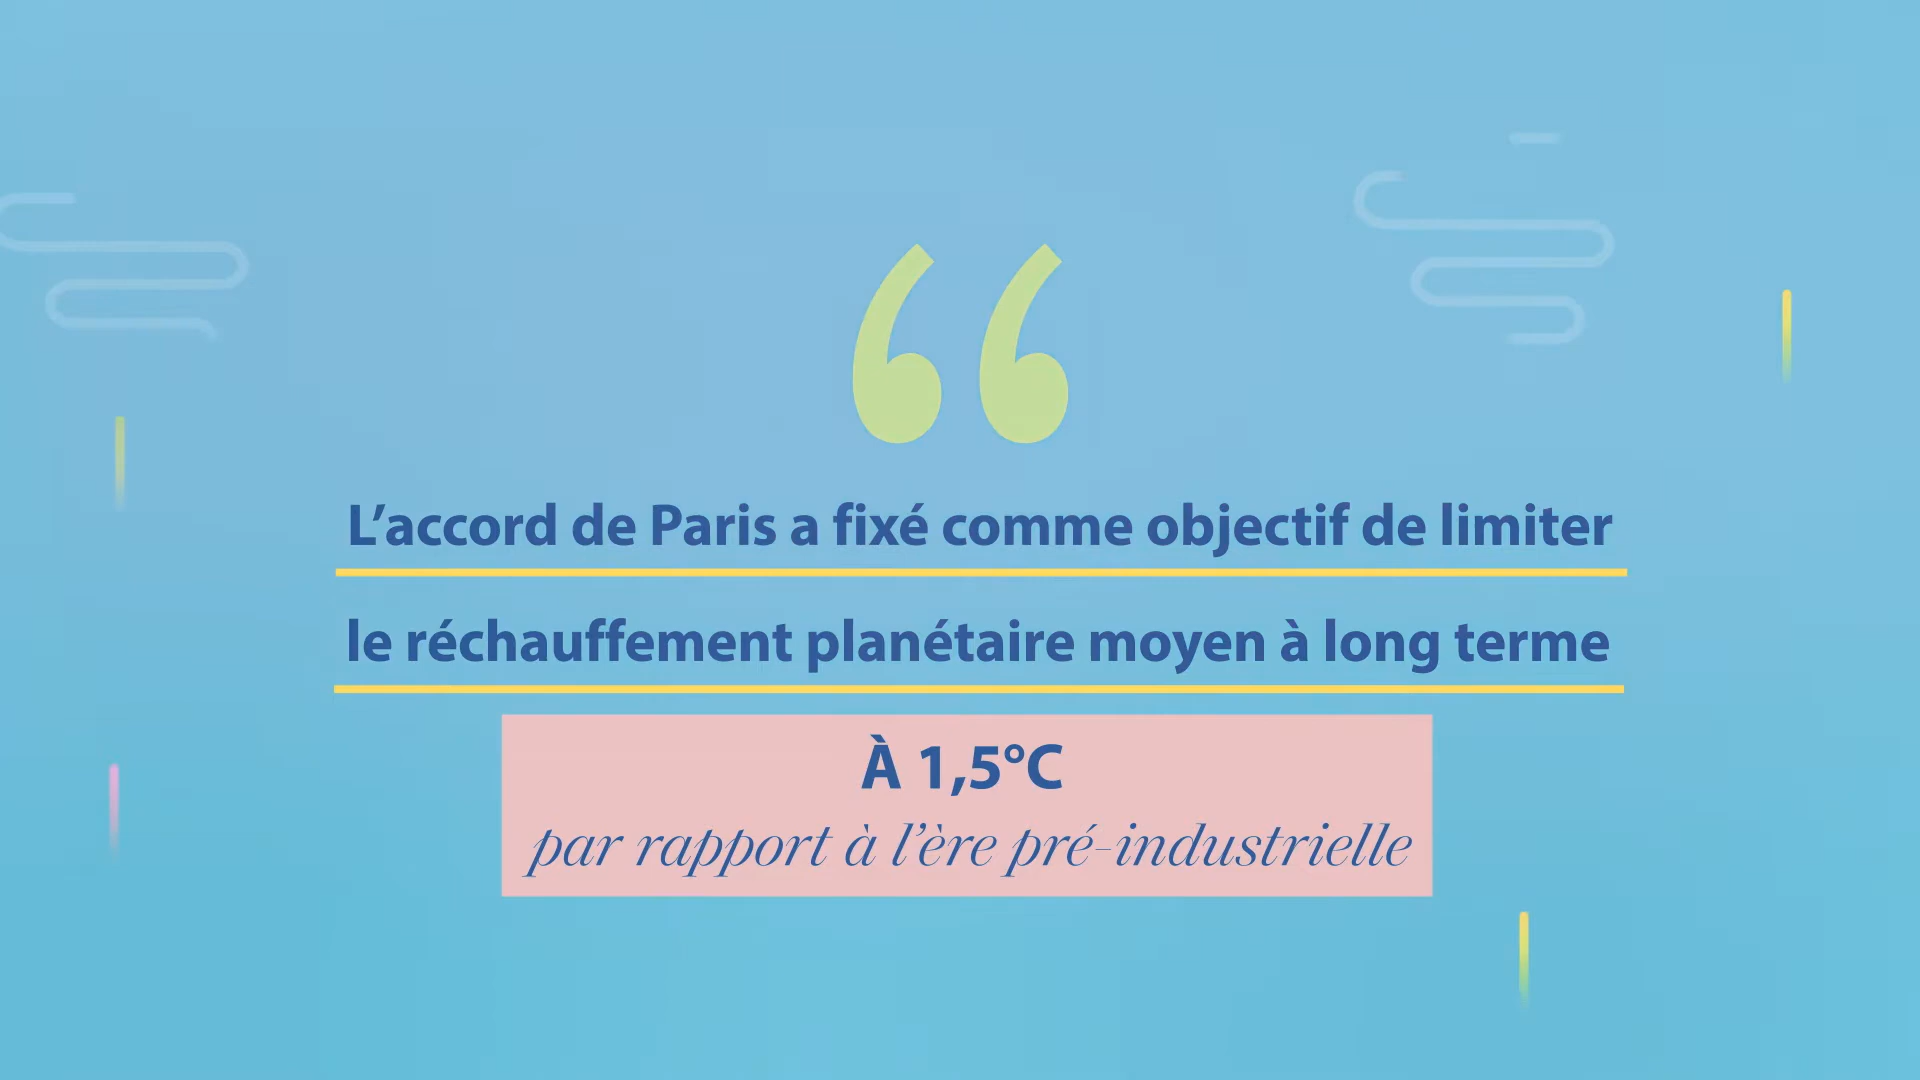 “
L’accord de Paris a fixé comme objectif de limiter
le réchauffement planétaire moyen à long terme
À 1,5°C
par rapport à l’ère pré-industrielle